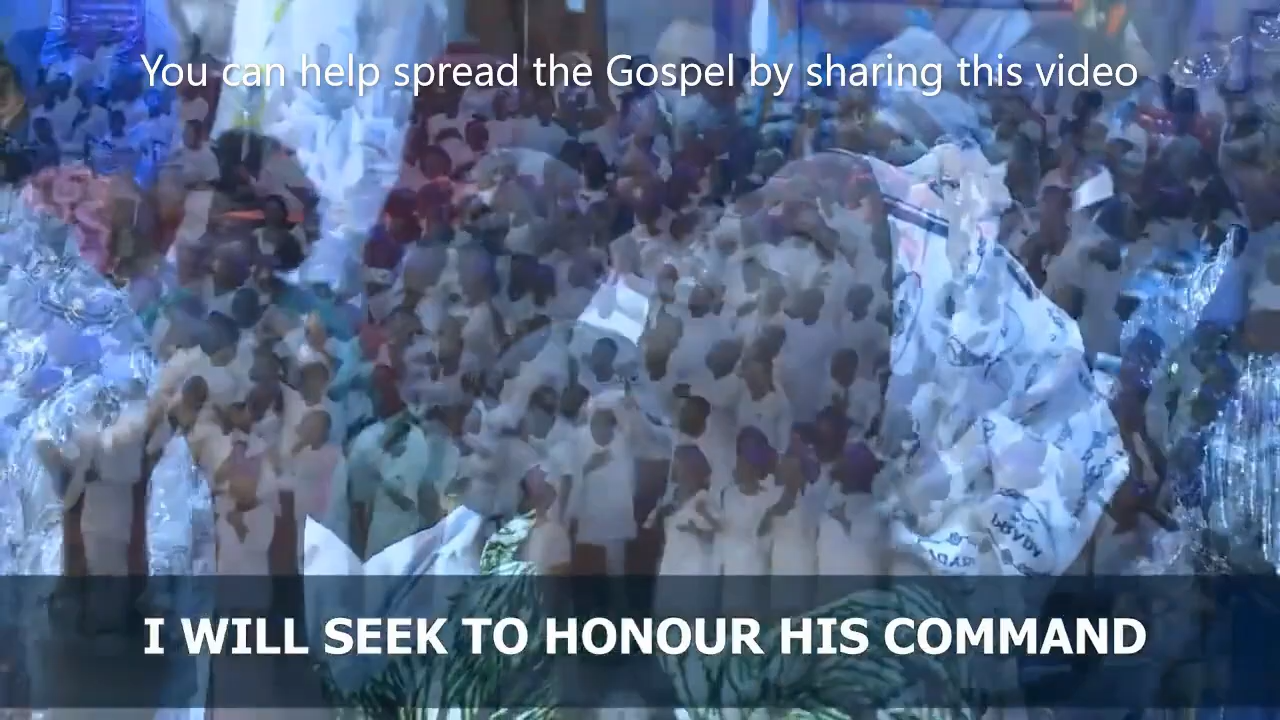 You can help spread the Gospel by sharing this video
I WILL SEEK TO HONOUR HIS COMMAND